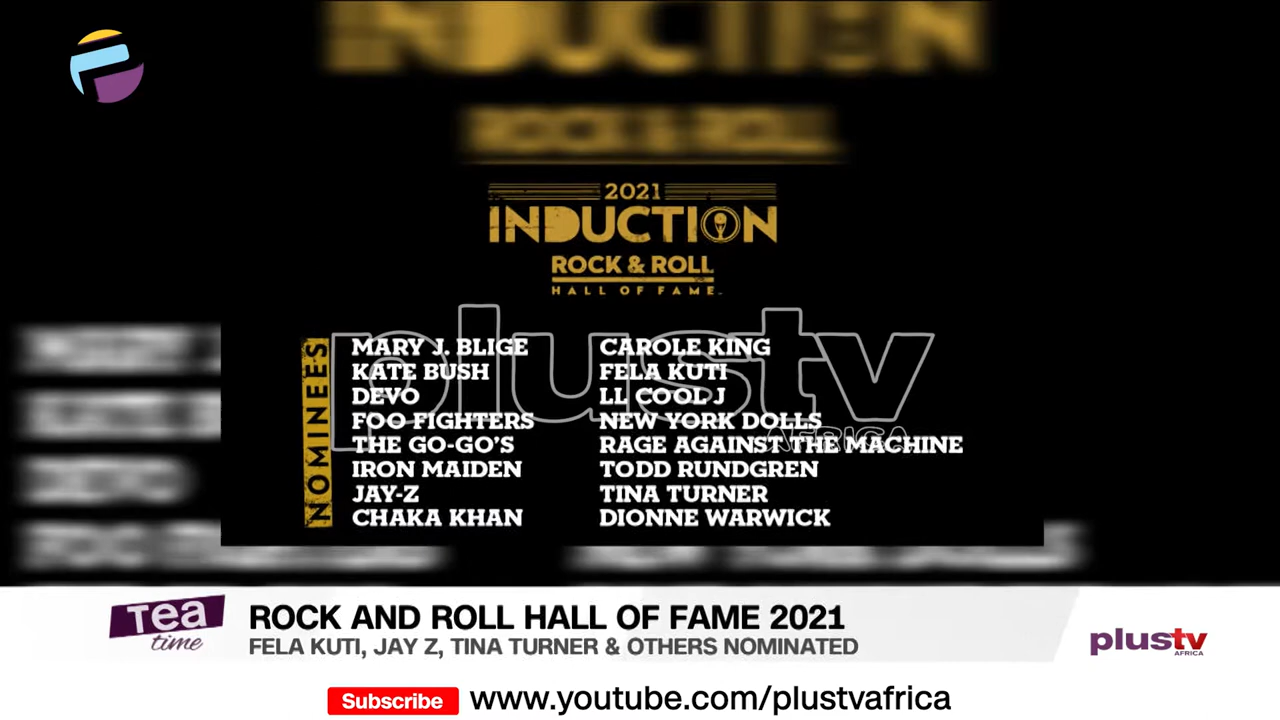 INDUCTION
ROCK & ROLL
2021
INDUCTION
ROCK & ROLL
HALL OF FAME
plustv
AFRICA
NOMINEES
MARY J. BLIGE
KATE BUSH
DEVO
FOO FIGHTERS
THE GO-GO'S
IRON MAIDEN
JAY-Z
CHAKA KHAN
CAROLE KING
FELA KUTI
LL COOL J
NEW YORK DOLLS
RAGE AGAINST THE MACHINE
TODD RUNDGREN
TINA TURNER
DIONNE WARWICK
Tea
time
ROCK AND ROLL HALL OF FAME 2021
FELA KUTI, JAY Z, TINA TURNER & OTHERS NOMINATED
plustv
AFRICA
Subscribe
www.youtube.com/plustvafrica